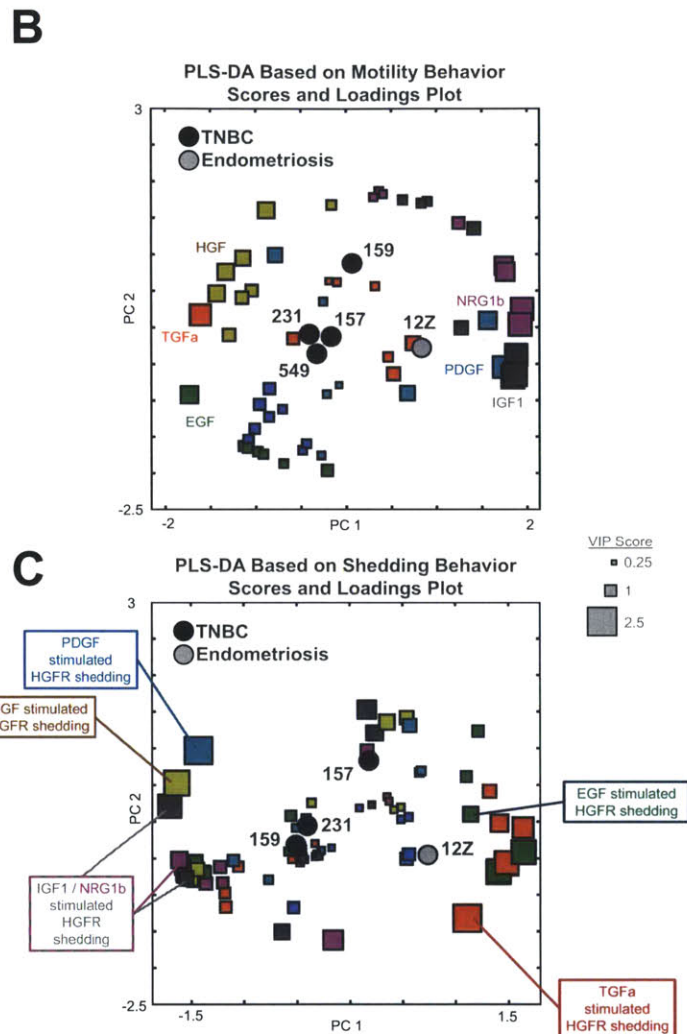 B
PLS-DA Based on Motility Behavior
Scores and Loadings Plot
3
TNBC
Endometriosis
159
HGF
NRG1b
TGFa
231
157
12Z
549
PDGF
IGF1
EGF
PC 2
-2.5
-2
PC 1
2
VIP Score
0.25
1
2.5
C
PLS-DA Based on Shedding Behavior
Scores and Loadings Plot
3
TNBC
Endometriosis
PDGF
stimulated
HGFR shedding
GF stimulated
GFR shedding
157
PC 2
231
159
12Z
EGF stimulated
HGFR shedding
IGF1 / NRG1b
stimulated
HGFR
shedding
TGFa
stimulated
HGFR shedding
-2.5
-1.5
PC 1
1.5